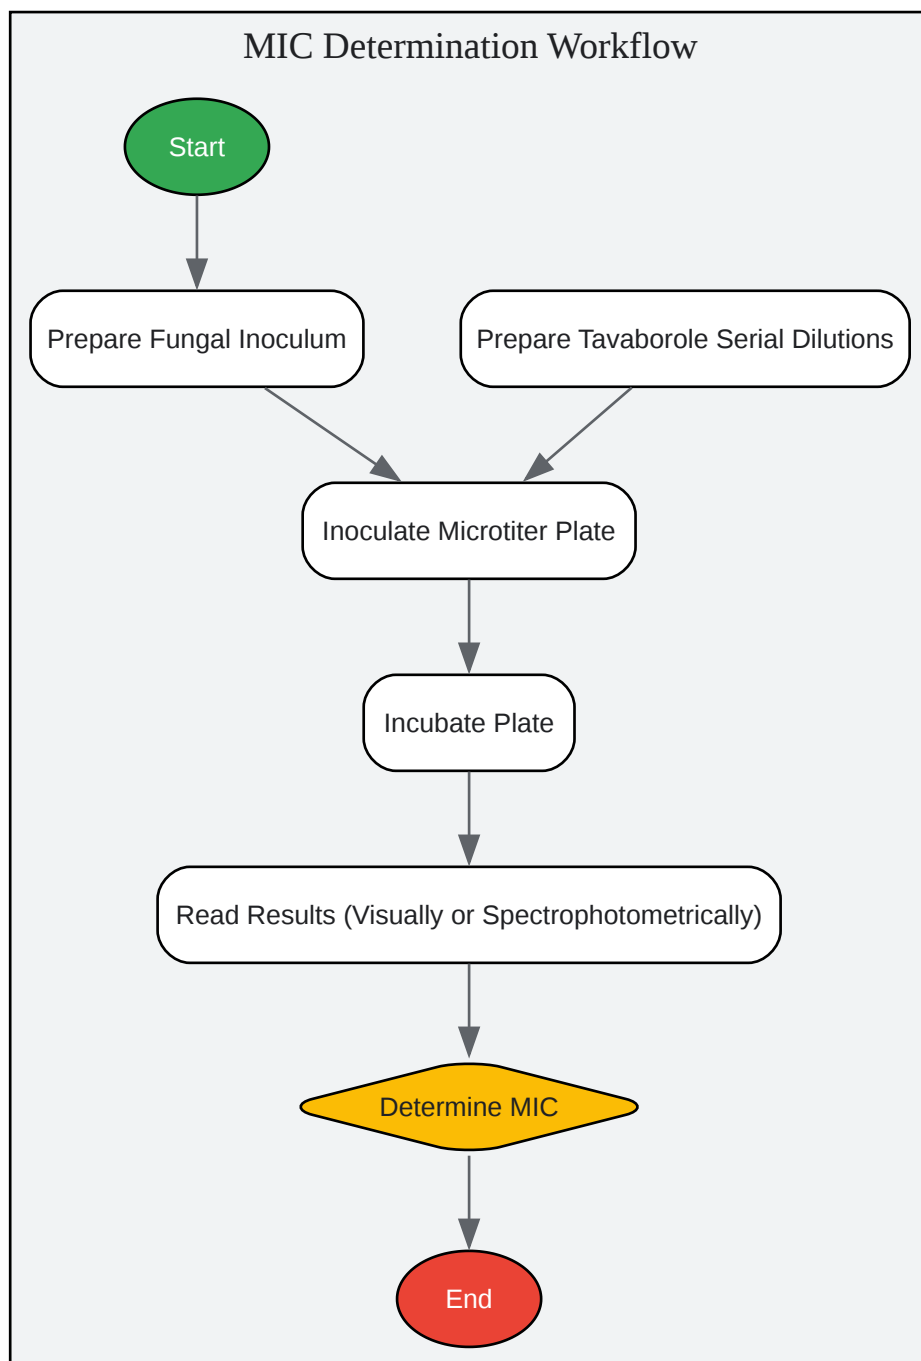 MIC Determination Workflow
Start
Prepare Fungal Inoculum
Prepare Tavaborole Serial Dilutions
Inoculate Microtiter Plate
Incubate Plate
Read Results (Visually or Spectrophotometrically)
Determine MIC
End